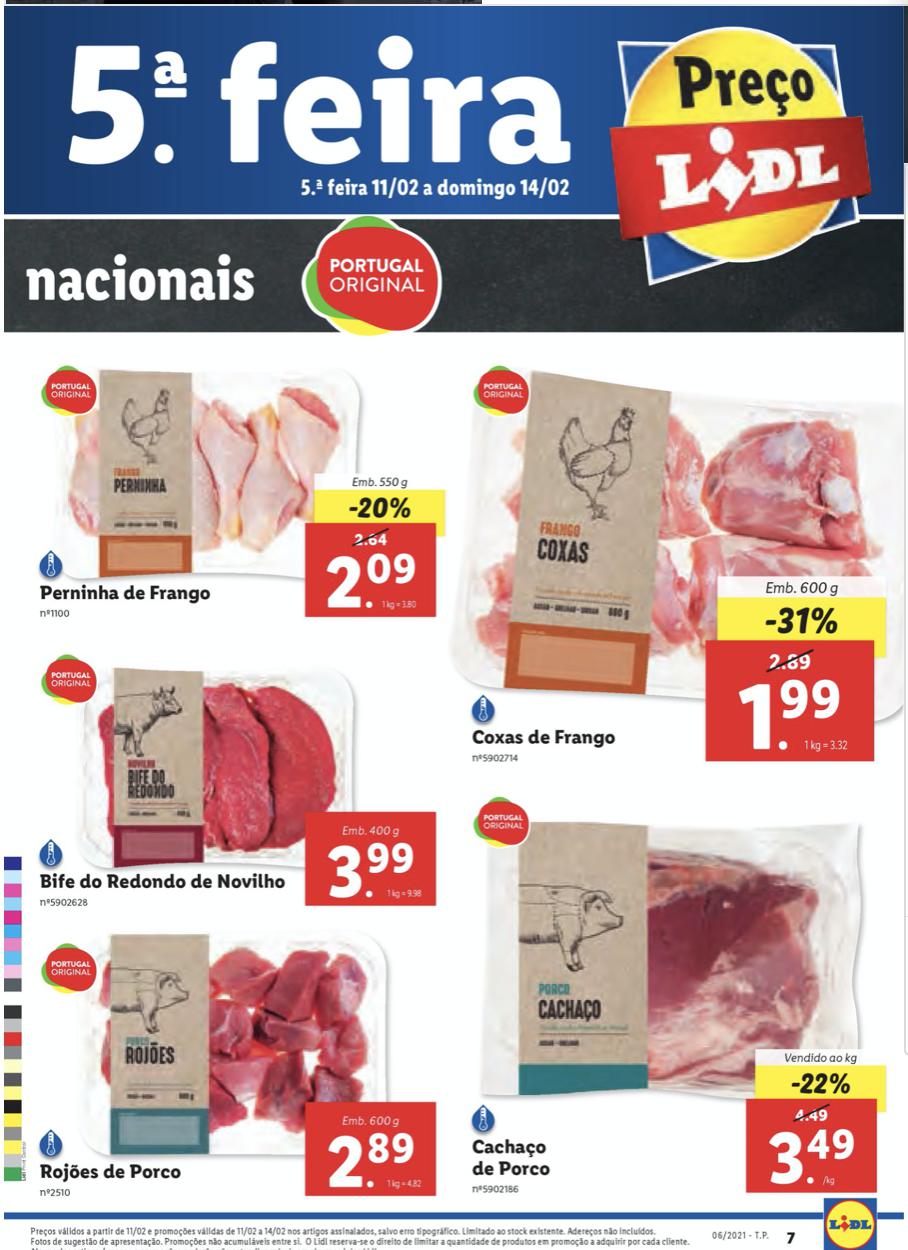 5.ª feira
5.ª feira 11/02 a domingo 14/02
Preço
LIDL
nacionais
PORTUGAL
ORIGINAL
PORTUGAL
ORIGINAL
FRANGO
PERNINHA
Emb. 550 g
-20%
2.64
2.09
1 kg = 3.80
Perninha de Frango
nº1100
PORTUGAL
ORIGINAL
FRANGO
COXAS
600 g
Emb. 600 g
-31%
2.89
1.99
1 kg = 3.32
Coxas de Frango
nº5902714
PORTUGAL
ORIGINAL
NOVILHO
BIFE DO
REDONDO
Emb. 400 g
3.99
1 kg = 9.98
Bife do Redondo de Novilho
nº5902628
PORTUGAL
ORIGINAL
PORCO
ROJÕES
Emb. 600 g
2.89
1 kg = 4.82
Rojões de Porco
nº2510
PORTUGAL
ORIGINAL
PORCO
CACHAÇO
Vendido ao kg
-22%
4.49
3.49
/kg
Cachaço
de Porco
nº5902186
Preços válidos a partir de 11/02 e promoções válidas de 11/02 a 14/02 nos artigos assinalados, salvo erro tipográfico. Limitado ao stock existente. Adereços não incluídos.
Fotos de sugestão de apresentação. Promoções não acumuláveis entre si. O Lidl reserva-se o direito de limitar a quantidade de produtos em promoção a adquirir por cada cliente.
06/2021 - T.P. 7
LIDL